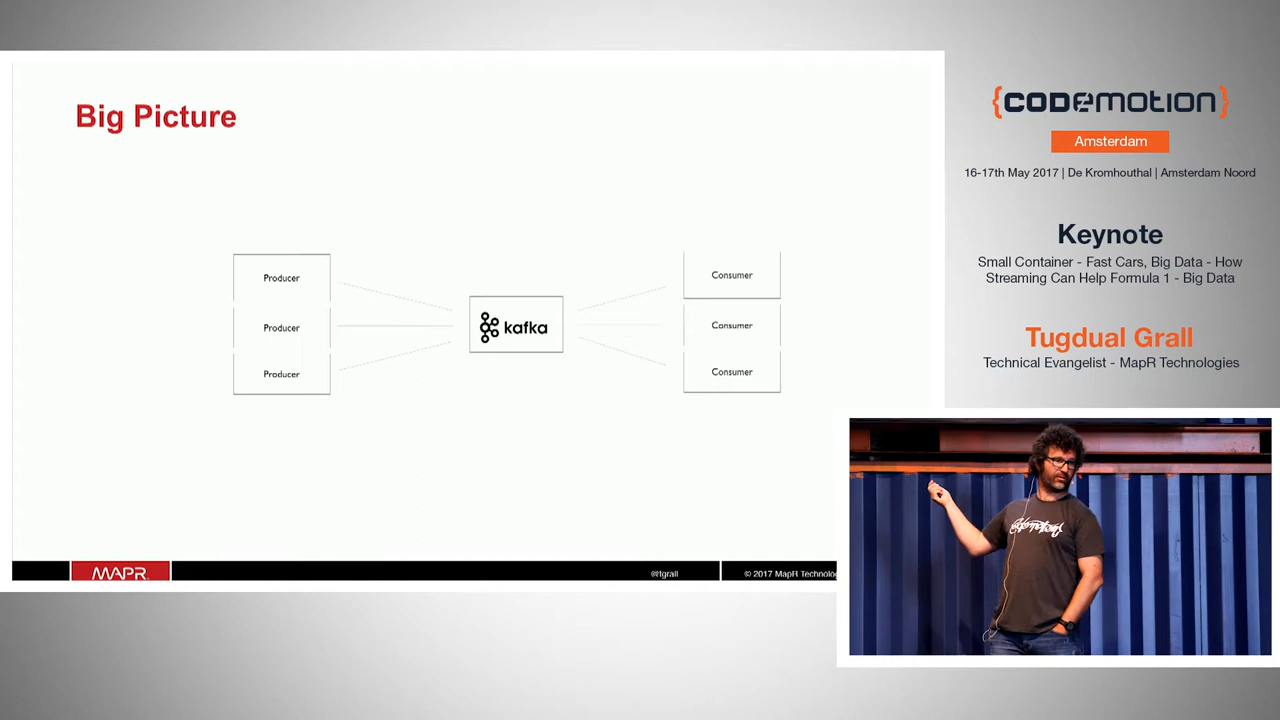 Big Picture
Producer
Producer
Producer
kafka
Consumer
Consumer
Consumer
MAPR
@tgrall
© 2017 MapR Technolo
{CODEMOTION}
Amsterdam
16-17th May 2017 | De Kromhouthal | Amsterdam Noord
Keynote
Small Container - Fast Cars, Big Data - How
Streaming Can Help Formula 1 - Big Data
Tugdual Grall
Technical Evangelist - MapR Technologies